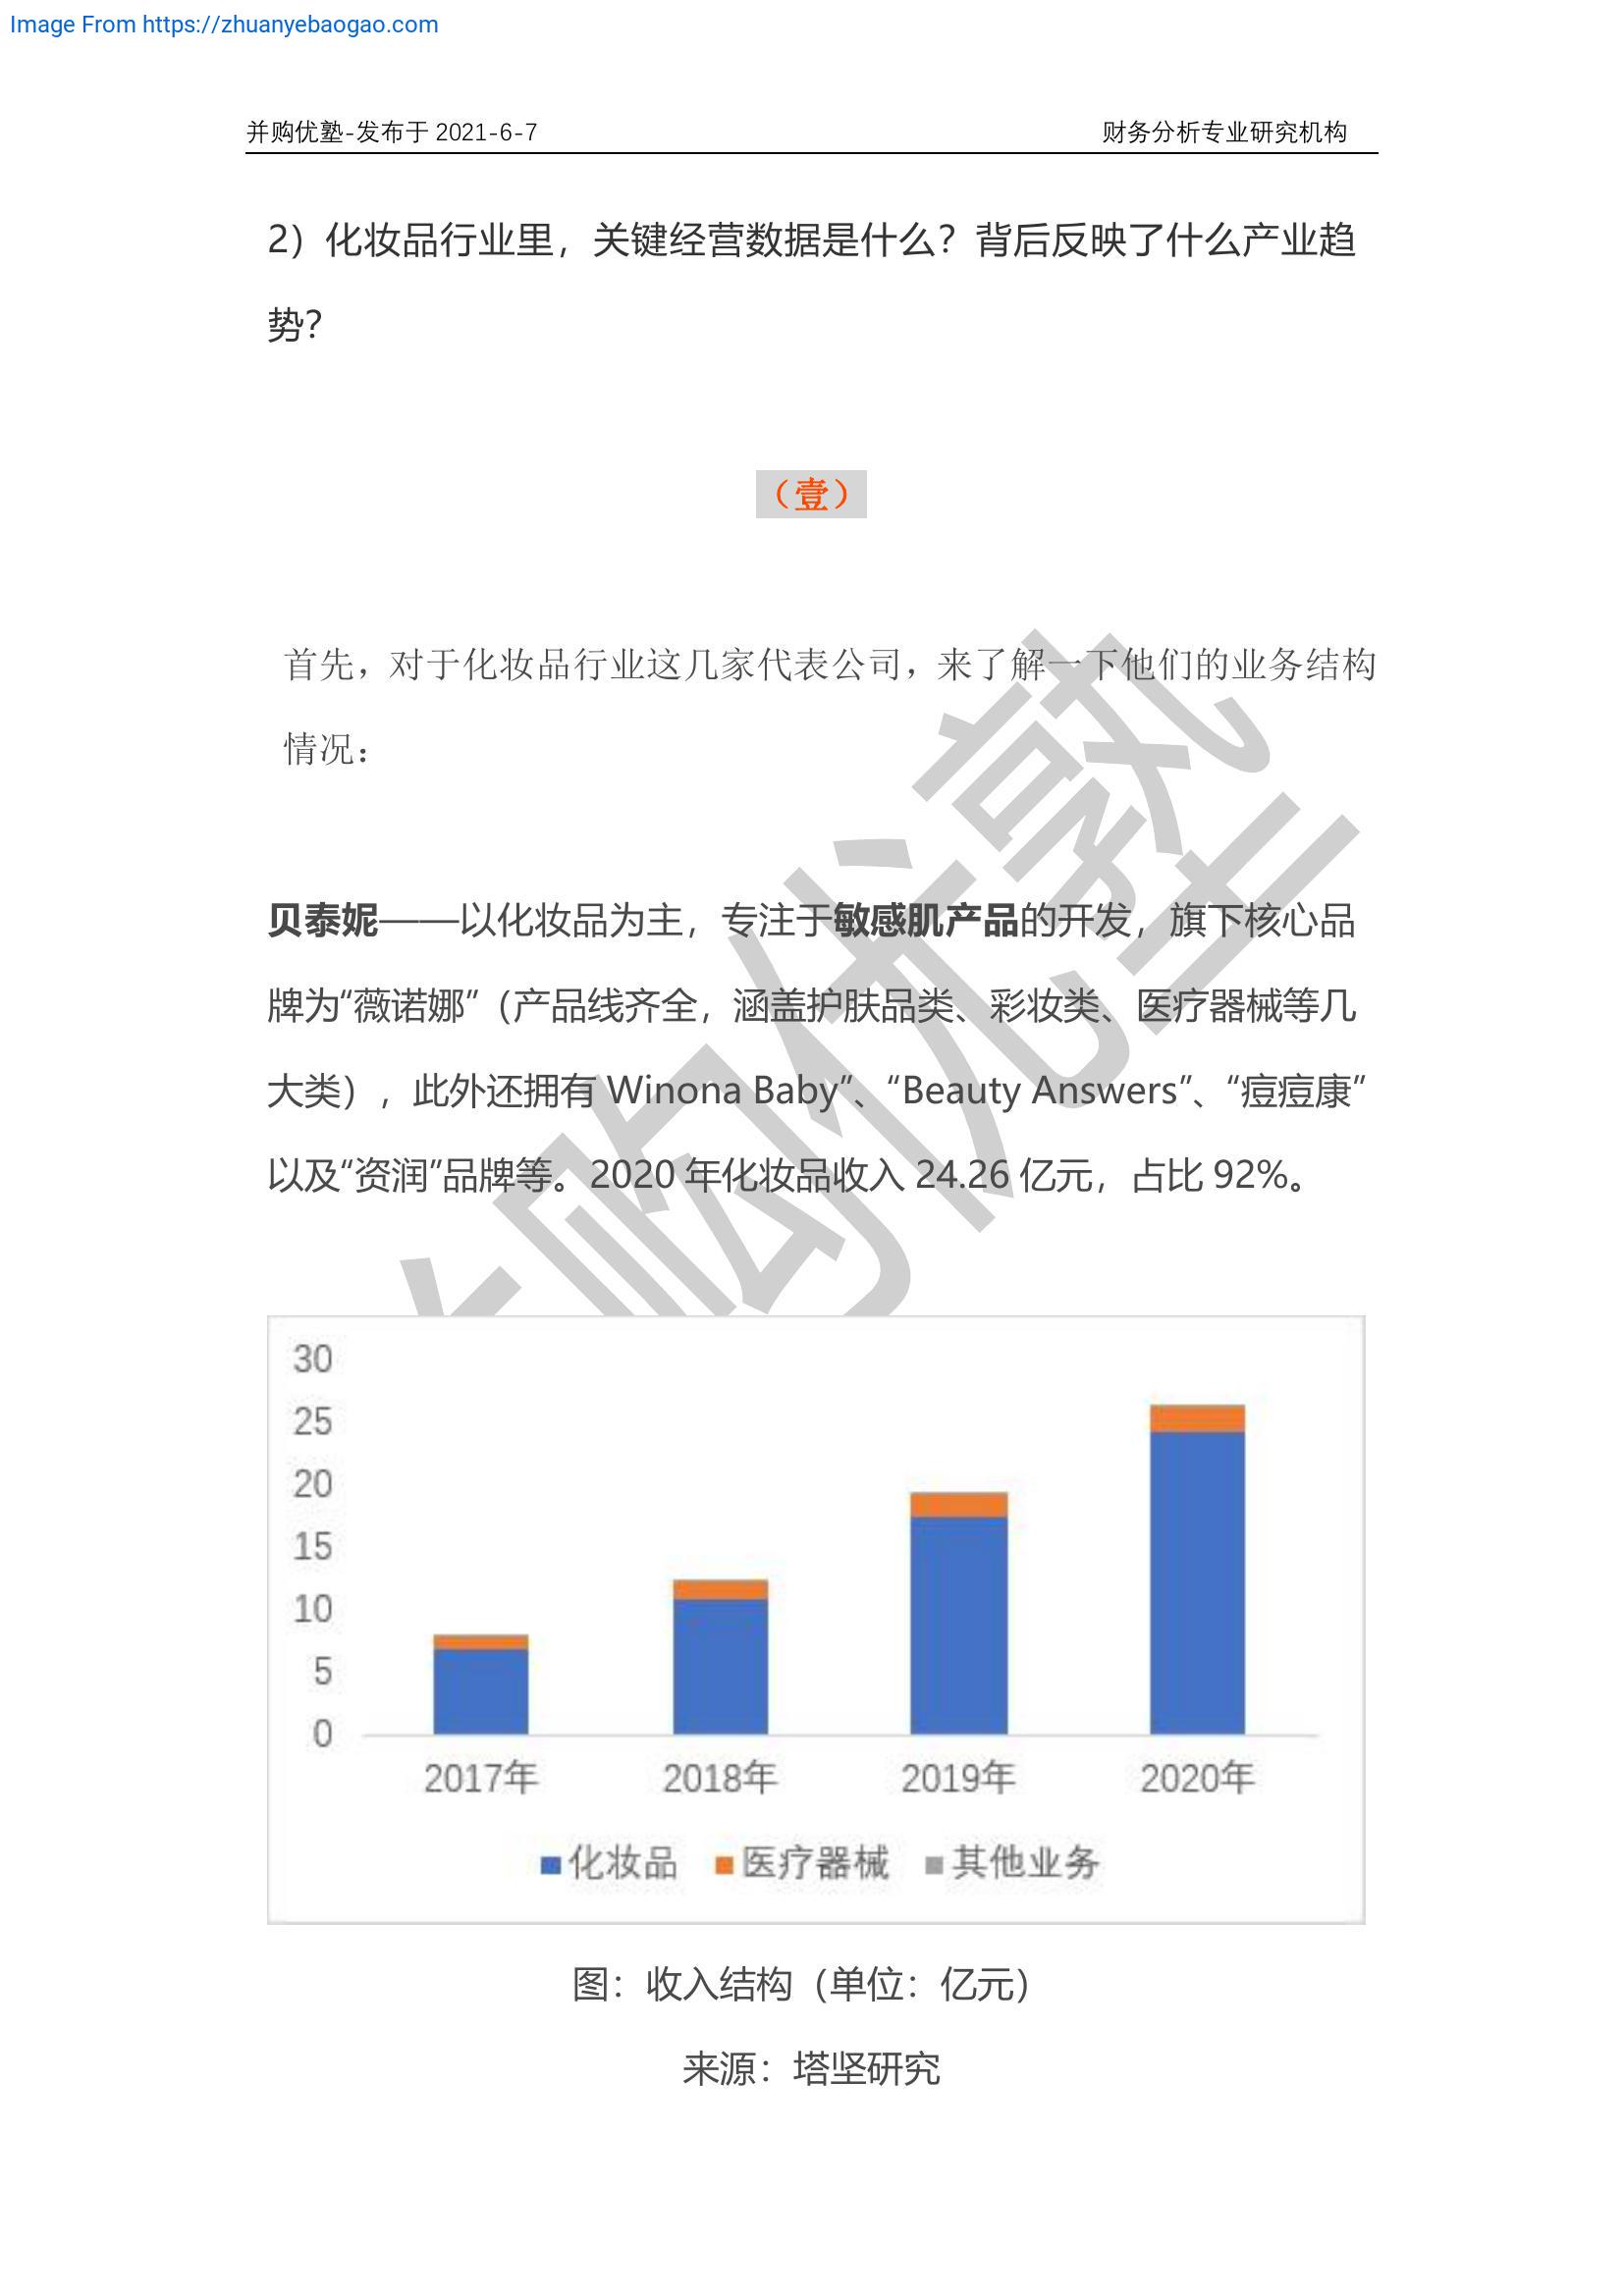 Image From https://zhuanyebaogao.com
并购优塾-发布于 2021-6-7 财务分析专业研究机构
2）化妆品行业里，关键经营数据是什么？背后反映了什么产业趋
势？
（壹）
首先，对于化妆品行业这几家代表公司，来了解一下他们的业务结构
情况：
贝泰妮——以化妆品为主，专注于敏感肌产品的开发，旗下核心品
牌为“薇诺娜”（产品线齐全，涵盖护肤品类、彩妆类、医疗器械等几
大类），此外还拥有 Winona Baby”、“Beauty Answers”、“痘痘康”
以及“资润”品牌等。2020 年化妆品收入 24.26 亿元，占比 92%。
购优塾
30
25
20
15
10
5
0
2017年 2018年 2019年 2020年
化妆品 医疗器械 其他业务
图：收入结构（单位：亿元）
来源：塔坚研究